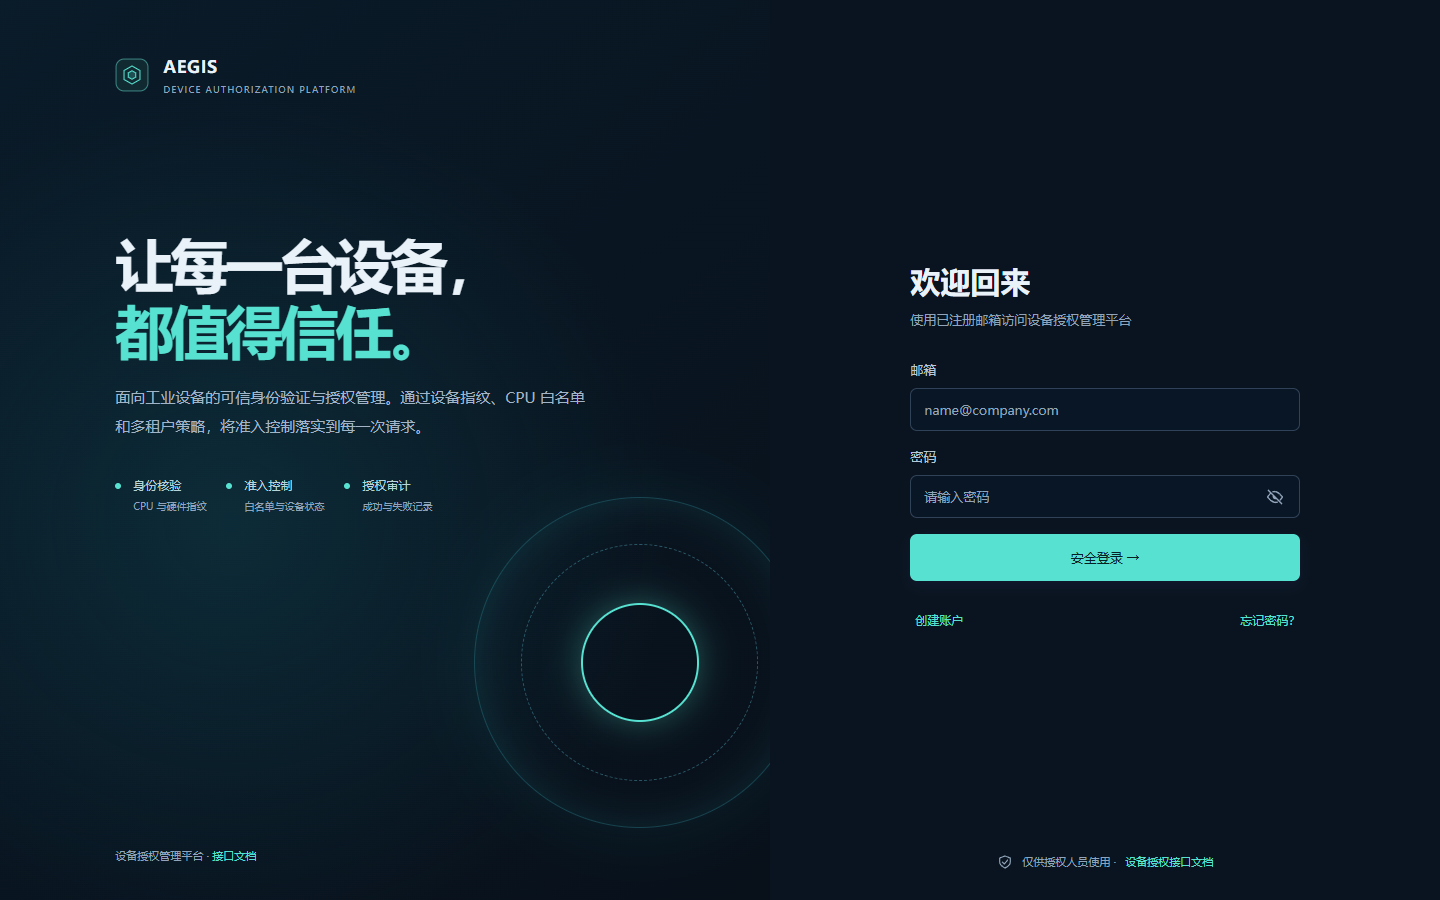 AEGIS
DEVICE AUTHORIZATION PLATFORM
让每一台设备，
都值得信任。
面向工业设备的可信身份验证与授权管理。通过设备指纹、CPU 白名单
和多租户策略，将准入控制落实到每一次请求。
身份核验
CPU 与硬件指纹
准入控制
白名单与设备状态
授权审计
成功与失败记录
设备授权管理平台 · 接口文档
欢迎回来
使用已注册邮箱访问设备授权管理平台
邮箱
name@company.com
密码
请输入密码
安全登录 →
创建账户
忘记密码?
仅供授权人员使用 · 设备授权接口文档